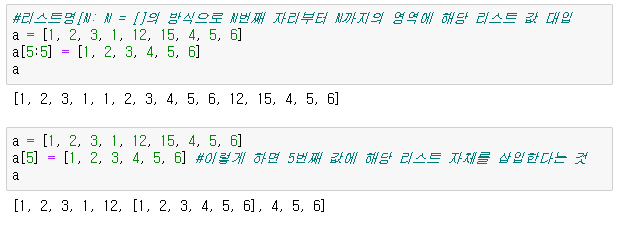 #리스트명[N: N = []의 방식으로 N번째 자리부터 N까지의 영역에 해당 리스트 값 대입
a = [1, 2, 3, 1, 12, 15, 4, 5, 6]
a[5:5] = [1, 2, 3, 4, 5, 6]
a
[1, 2, 3, 1, 1, 2, 3, 4, 5, 6, 12, 15, 4, 5, 6]
a = [1, 2, 3, 1, 12, 15, 4, 5, 6]
a[5] = [1, 2, 3, 4, 5, 6] #이렇게 하면 5번째 값에 해당 리스트 자체를 삽입한다는 것
a
[1, 2, 3, 1, 12, [1, 2, 3, 4, 5, 6], 4, 5, 6]